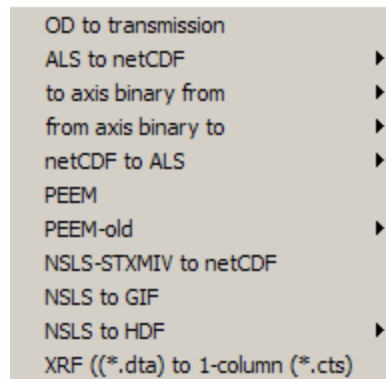 OD to transmission
ALS to netCDF
to axis binary from
from axis binary to
netCDF to ALS
PEEM
PEEM-old
NSLS-STXMIV to netCDF
NSLS to GIF
NSLS to HDF
XRF ((*.dta) to 1-column (*.cts)